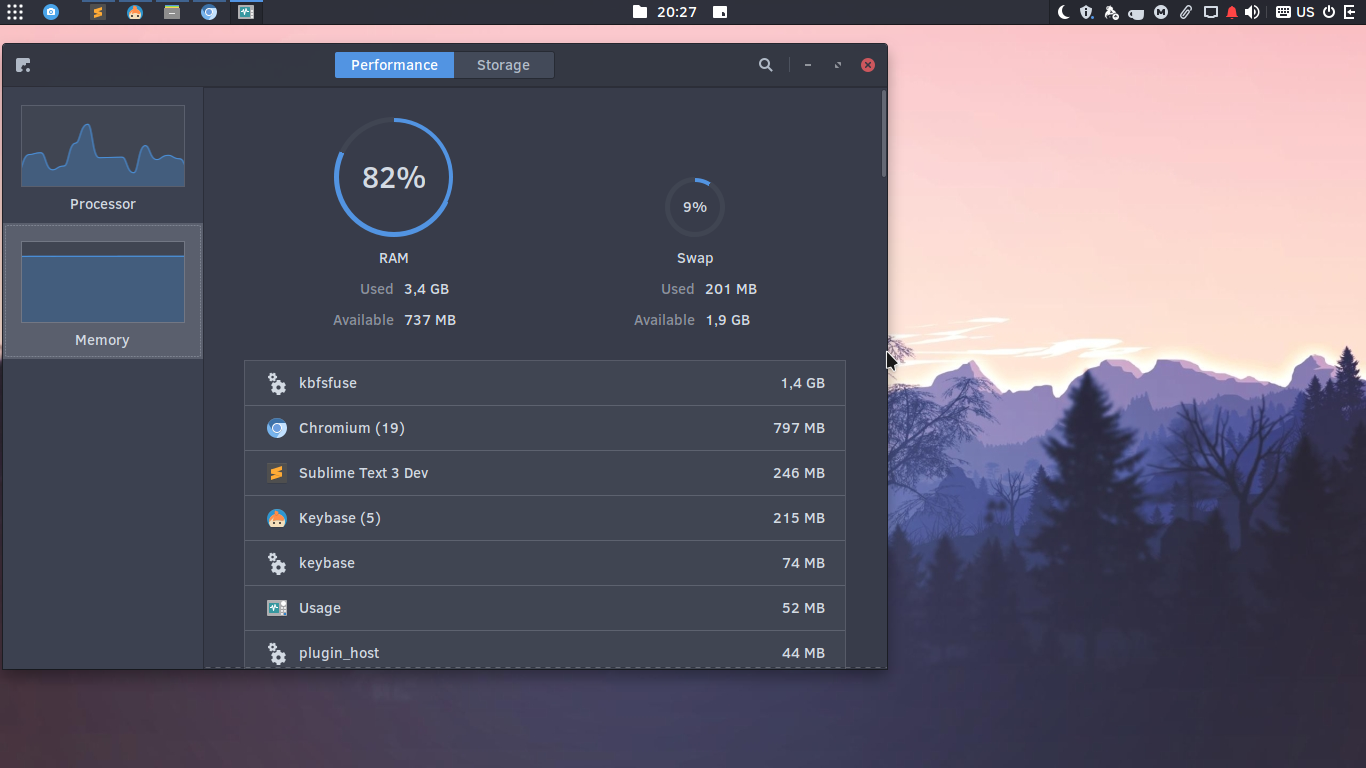 20:27
US
Performance Storage
82%
9%
RAM
Swap
Used 3,4 GB
Used 201 MB
Available 737 MB
Available 1,9 GB
Processor
Memory
kbfsfuse 1,4 GB
Chromium (19) 797 MB
Sublime Text 3 Dev 246 MB
Keybase (5) 215 MB
keybase 74 MB
Usage 52 MB
plugin_host 44 MB